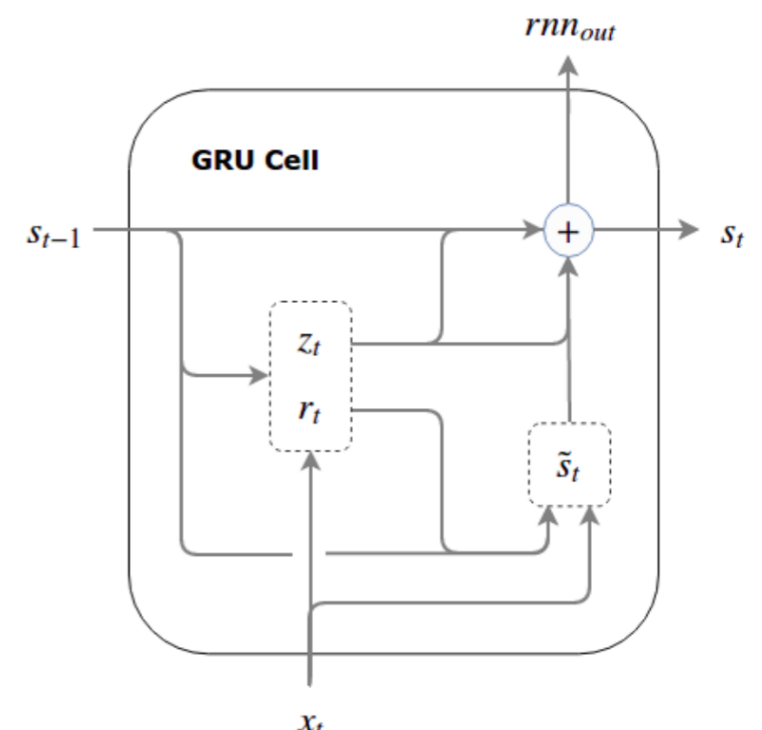 rnn_out
GRU Cell
s_{t−1}
+
s_t
z_t
r_t
s̃_t
x_t